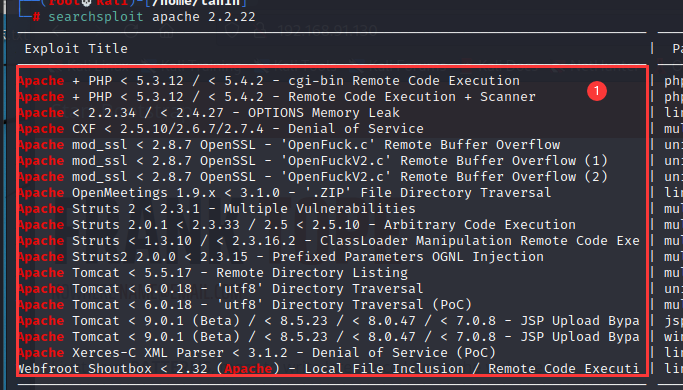 (root💀kali)-[/home/tanin]
# searchsploit apache 2.2.22
Exploit Title | Pa
Apache + PHP < 5.3.12 / < 5.4.2 - cgi-bin Remote Code Execution | php
Apache + PHP < 5.3.12 / < 5.4.2 - Remote Code Execution + Scanner | php
Apache < 2.2.34 / < 2.4.27 - OPTIONS Memory Leak | lin
Apache CXF < 2.5.10/2.6.7/2.7.4 - Denial of Service | mul
Apache mod_ssl < 2.8.7 OpenSSL - 'OpenFuck.c' Remote Buffer Overflow | uni
Apache mod_ssl < 2.8.7 OpenSSL - 'OpenFuckV2.c' Remote Buffer Overflow (1) | uni
Apache mod_ssl < 2.8.7 OpenSSL - 'OpenFuckV2.c' Remote Buffer Overflow (2) | uni
Apache OpenMeetings 1.9.x < 3.1.0 - '.ZIP' File Directory Traversal | lin
Apache Struts 2 < 2.3.1 - Multiple Vulnerabilities | mul
Apache Struts 2.0.1 < 2.3.33 / 2.5 < 2.5.10 - Arbitrary Code Execution | mul
Apache Struts < 1.3.10 / < 2.3.16.2 - ClassLoader Manipulation Remote Code Exe | mul
Apache Struts2 2.0.0 < 2.3.15 - Prefixed Parameters OGNL Injection | mul
Apache Tomcat < 5.5.17 - Remote Directory Listing | mul
Apache Tomcat < 6.0.18 - 'utf8' Directory Traversal | uni
Apache Tomcat < 6.0.18 - 'utf8' Directory Traversal (PoC) | mul
Apache Tomcat < 9.0.1 (Beta) / < 8.5.23 / < 8.0.47 / < 7.0.8 - JSP Upload Bypa | jsp
Apache Tomcat < 9.0.1 (Beta) / < 8.5.23 / < 8.0.47 / < 7.0.8 - JSP Upload Bypa | win
Apache Xerces-C XML Parser < 3.1.2 - Denial of Service (PoC) | lin
Webfroot Shoutbox < 2.32 (Apache) - Local File Inclusion / Remote Code Executi | lin
1